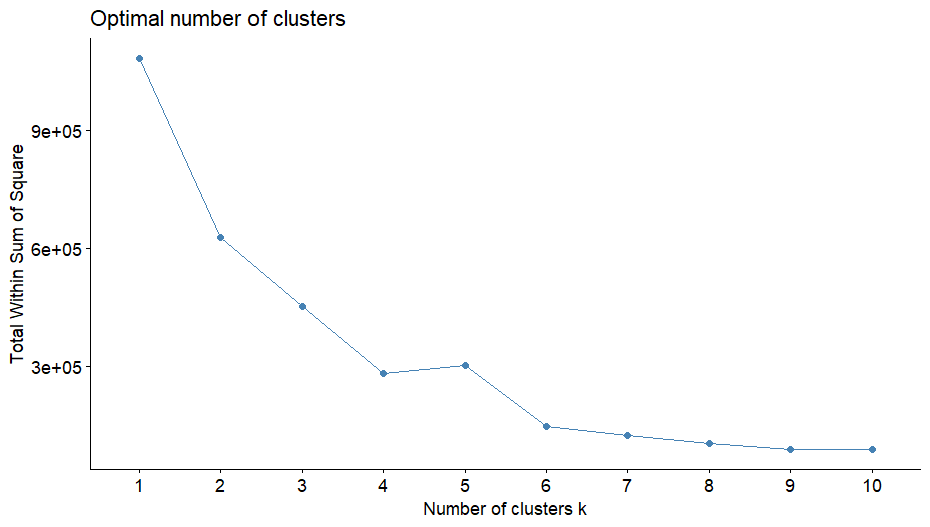 Optimal number of clusters
Total Within Sum of Square
9e+05
6e+05
3e+05
1 2 3 4 5 6 7 8 9 10
Number of clusters k